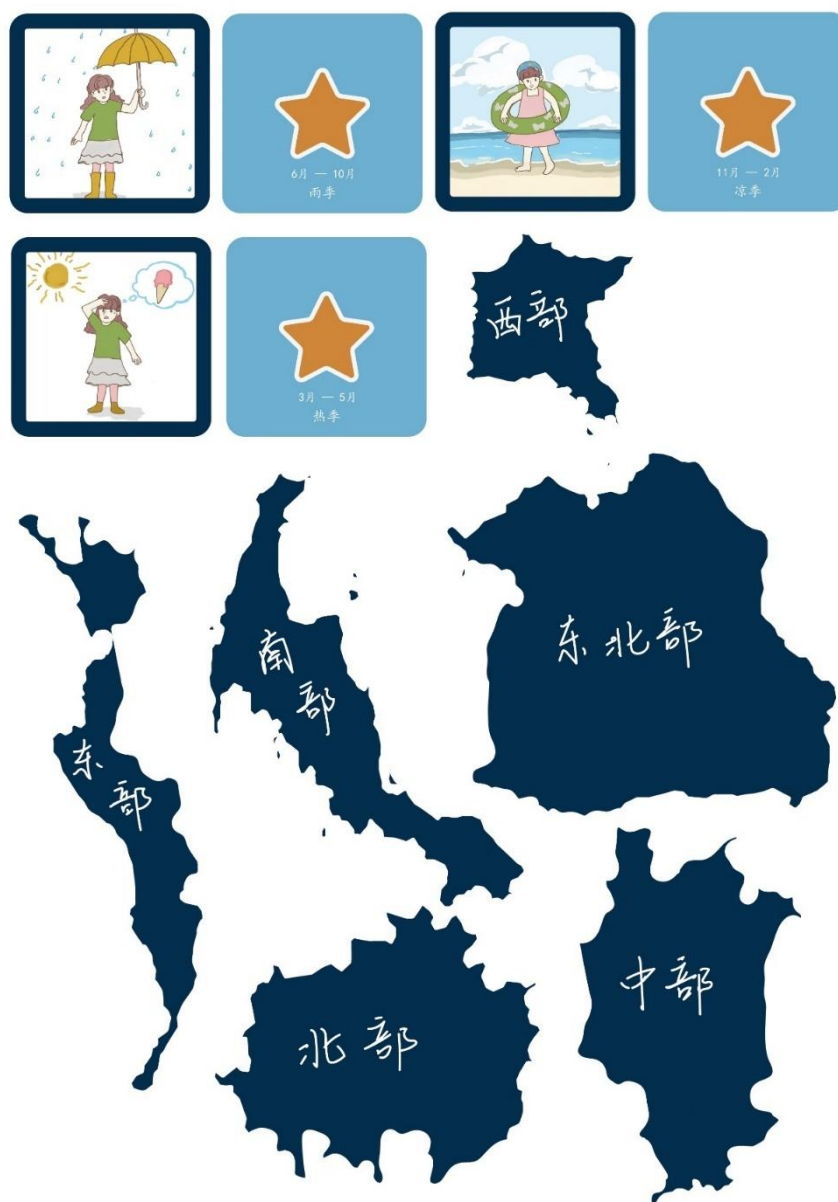 6月 — 10月
雨季
11月 — 2月
凉季
3月 — 5月
热季
西部
南
部
东北部
东
部
中部
北部